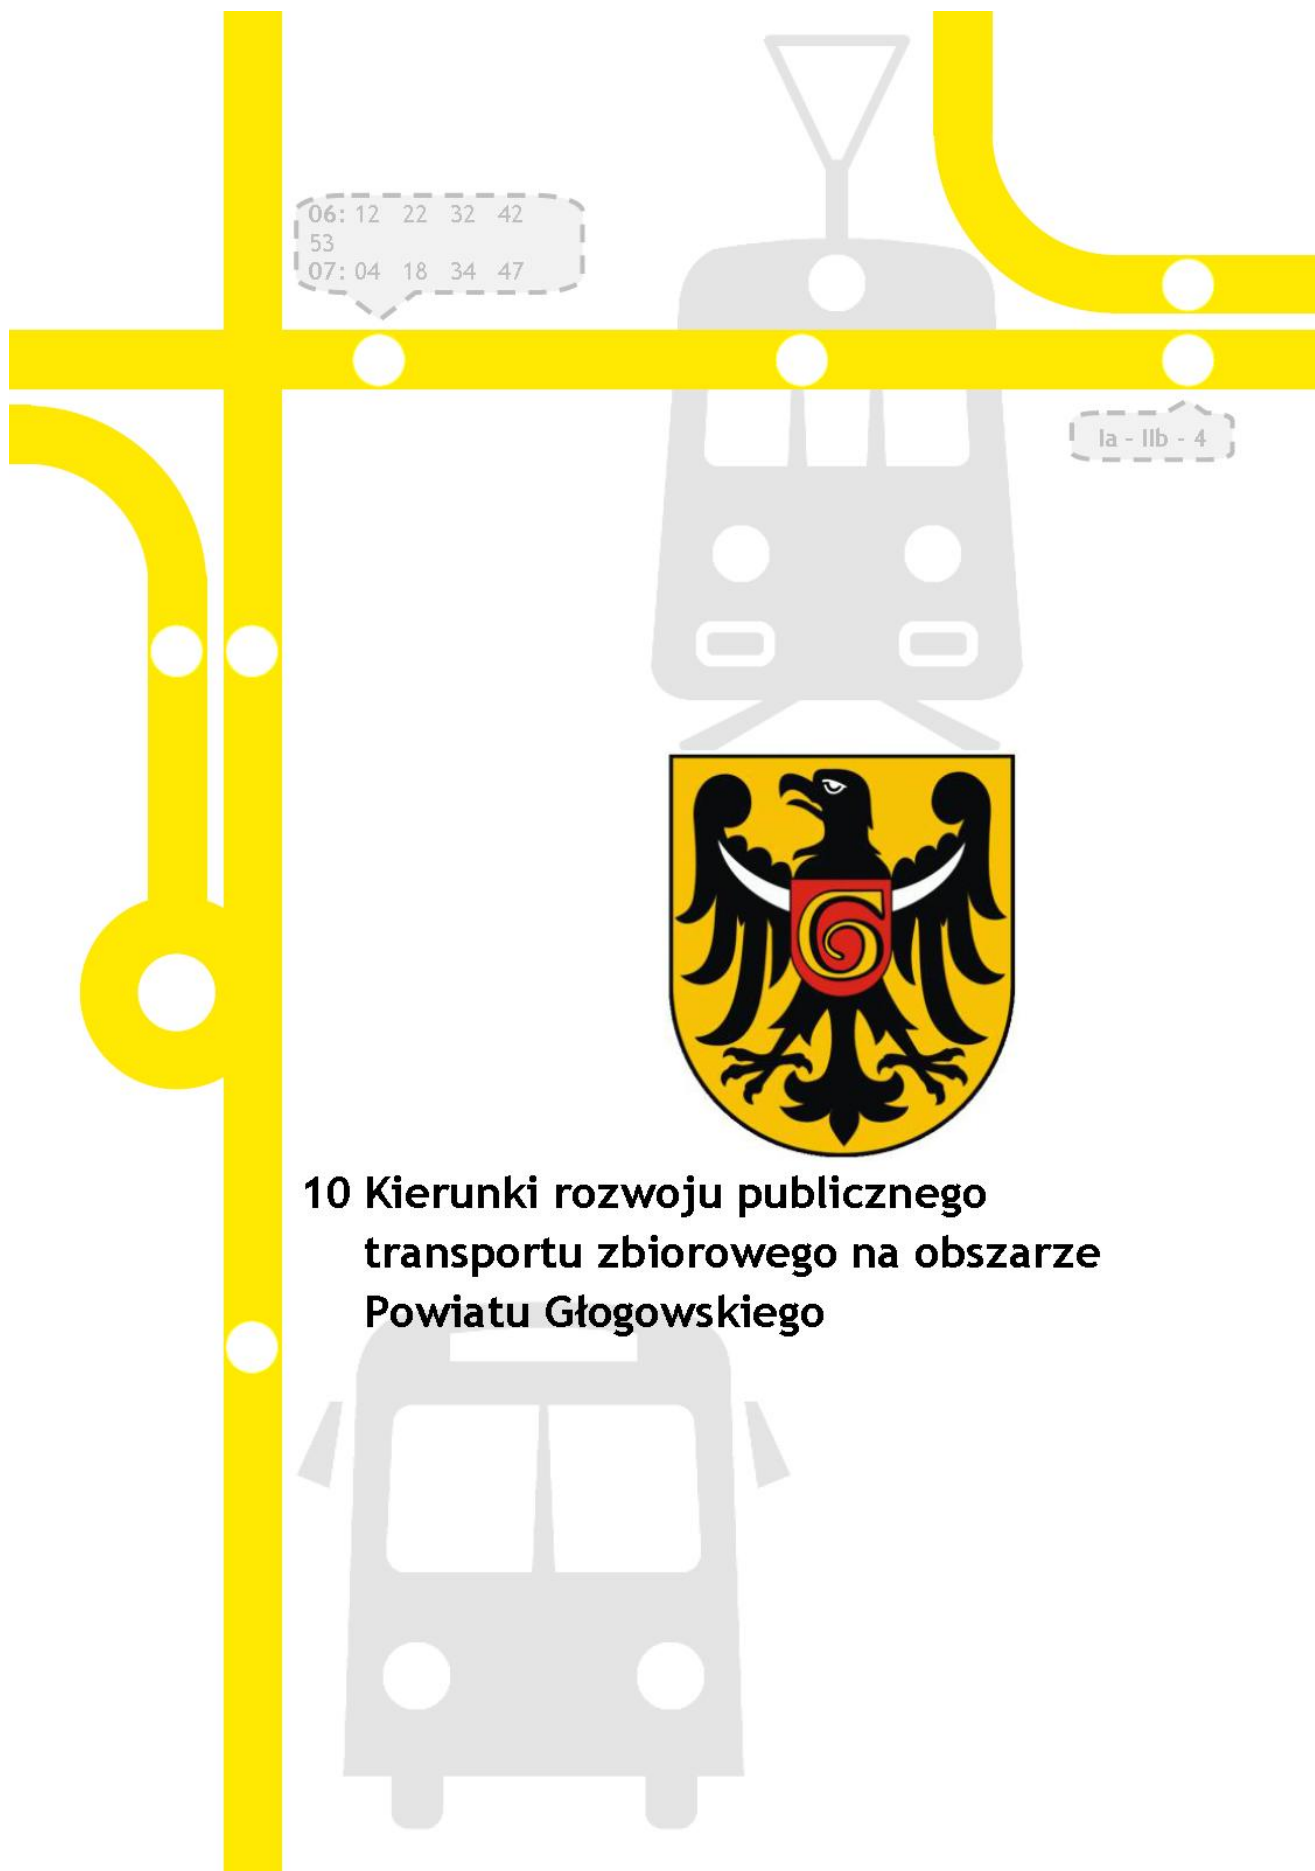 06: 12 22 32 42
53
07: 04 18 34 47
Ia - IIb - 4
G
10 Kierunki rozwoju publicznego
transportu zbiorowego na obszarze
Powiatu Głogowskiego